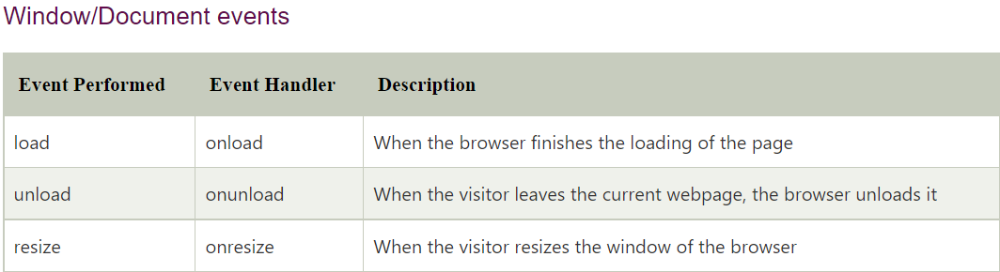 Window/Document events
Event Performed Event Handler Description
load onload When the browser finishes the loading of the page
unload onunload When the visitor leaves the current webpage, the browser unloads it
resize onresize When the visitor resizes the window of the browser